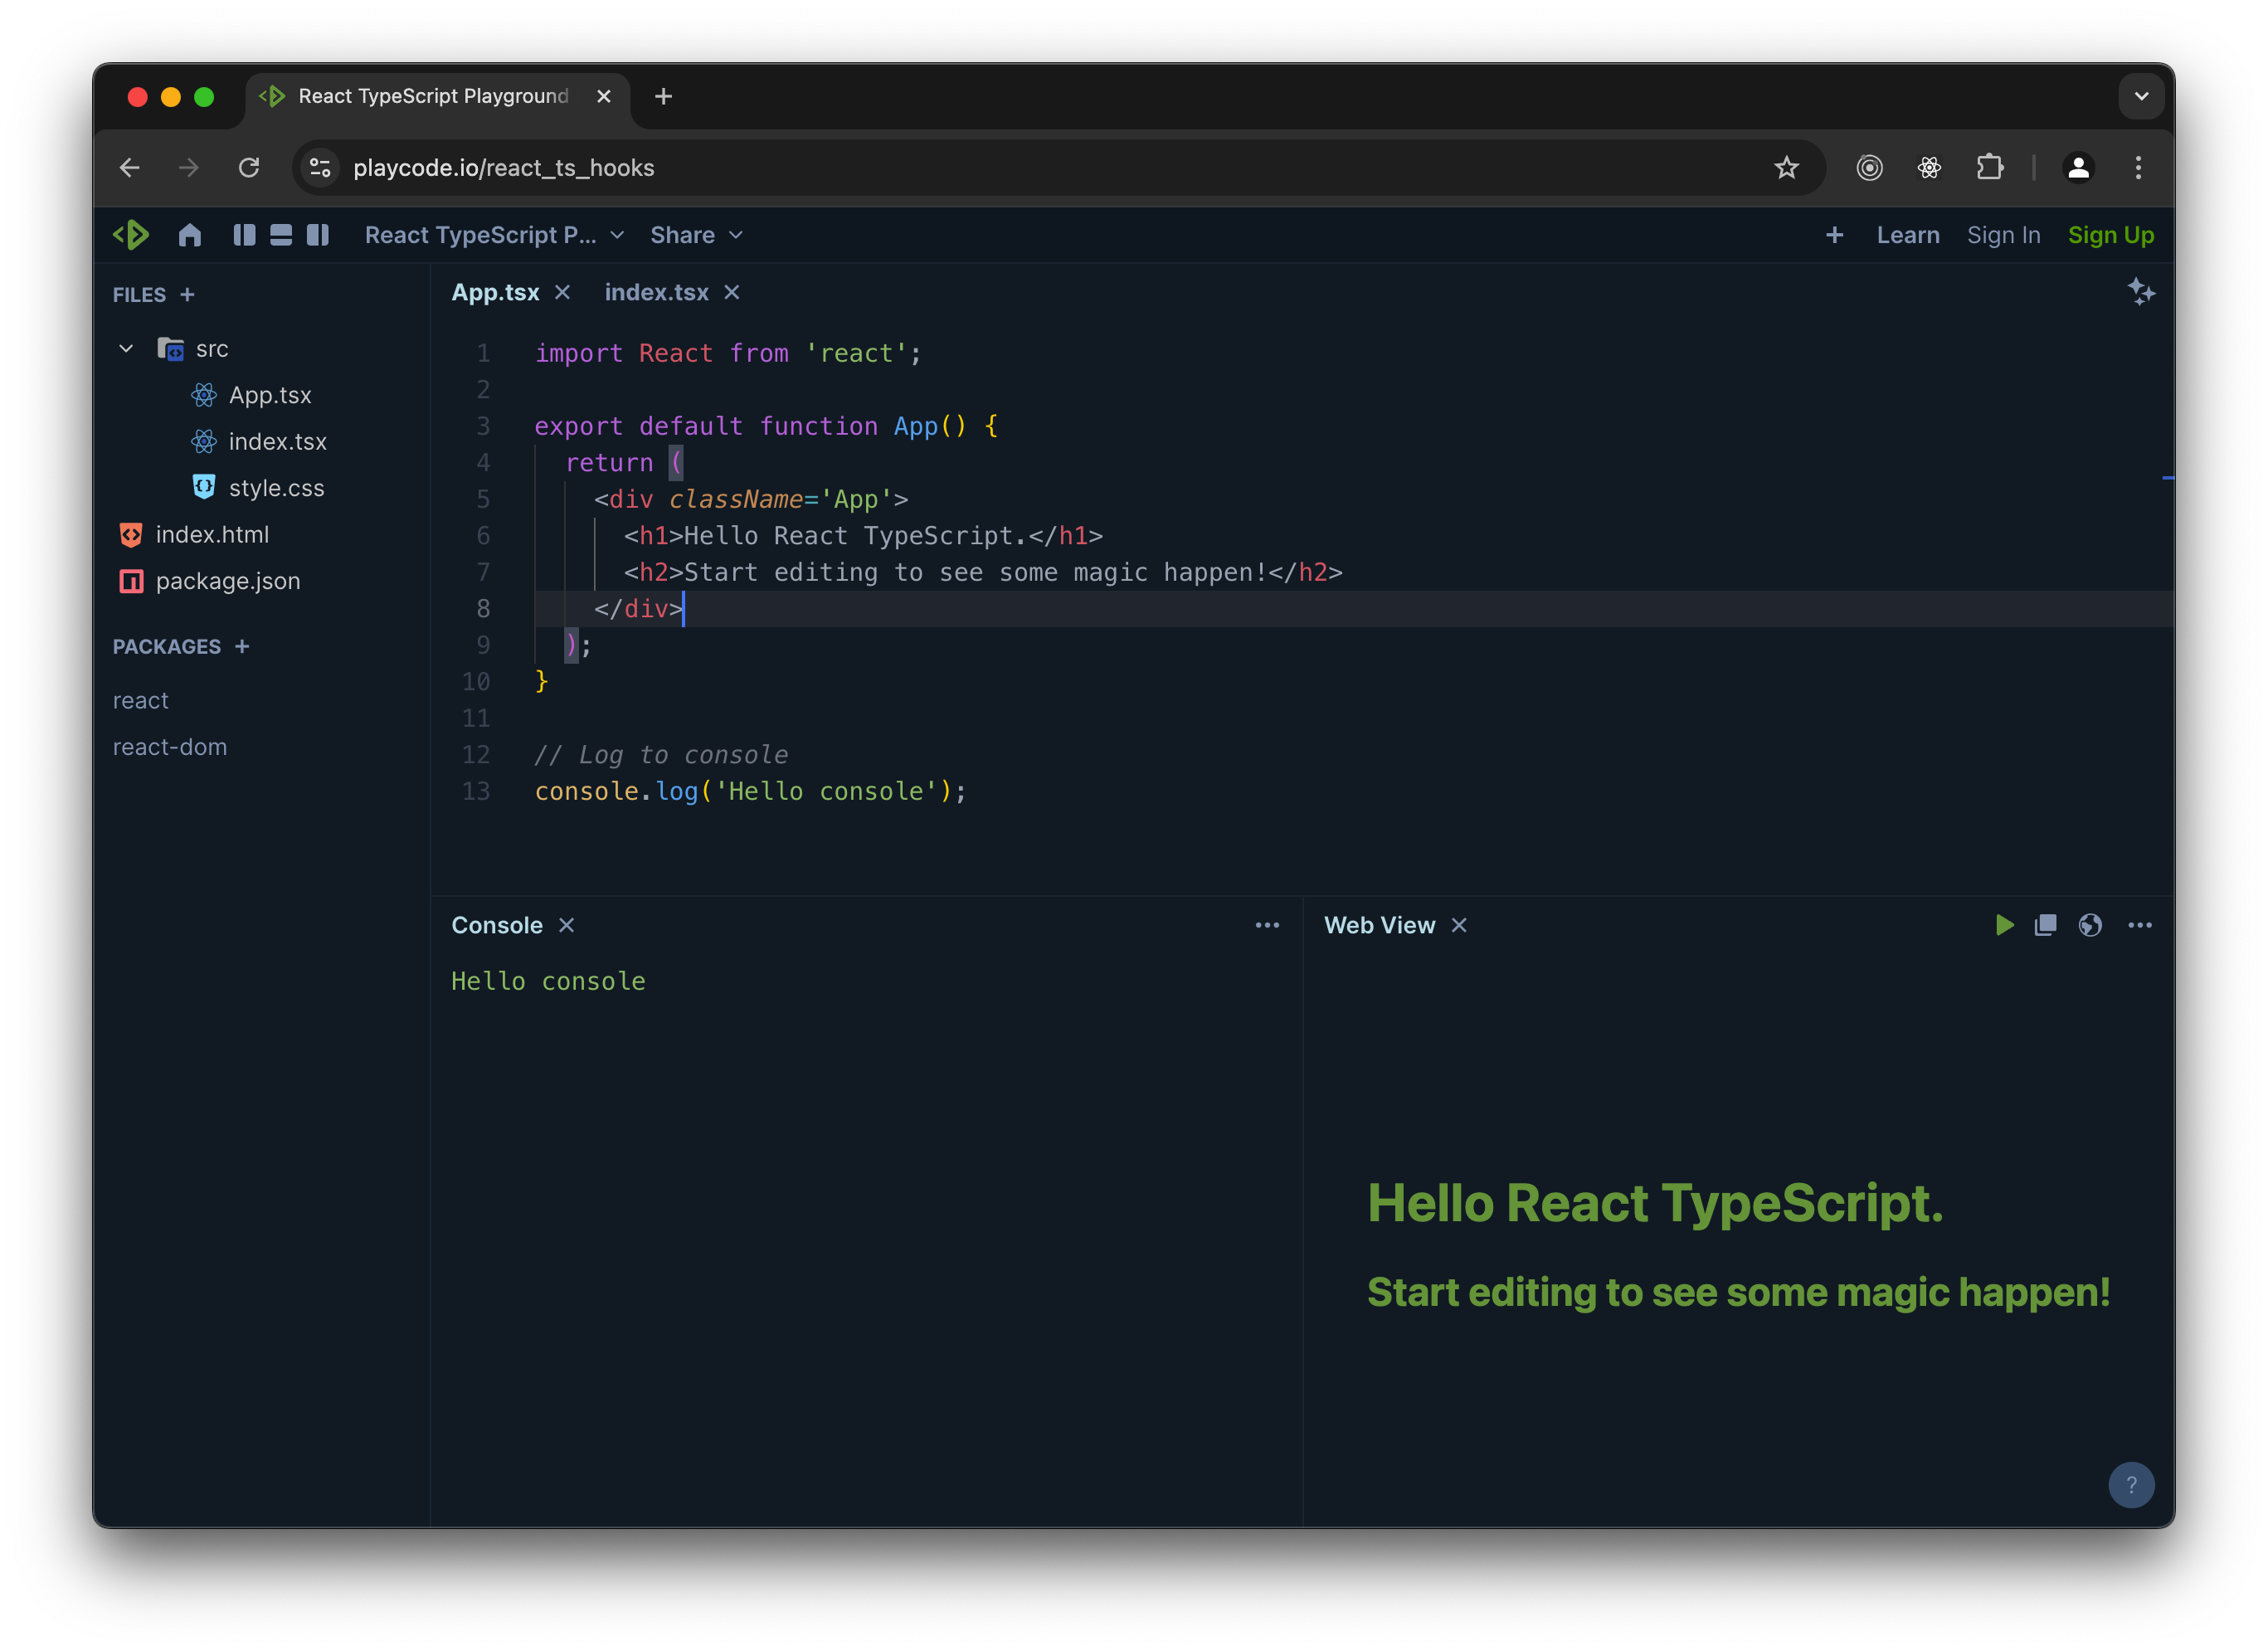 React TypeScript Playground
playcode.io/react_ts_hooks
React TypeScript P... Share
Learn Sign In Sign Up
FILES +
src
App.tsx
index.tsx
style.css
index.html
package.json
PACKAGES +
react
react-dom
App.tsx index.tsx
1 import React from 'react';
2
3 export default function App() {
4 return (
5 <div className='App'>
6 <h1>Hello React TypeScript.</h1>
7 <h2>Start editing to see some magic happen!</h2>
8 </div>
9 );
10 }
11
12 // Log to console
13 console.log('Hello console');
Console
Hello console
Web View
Hello React TypeScript.
Start editing to see some magic happen!
?